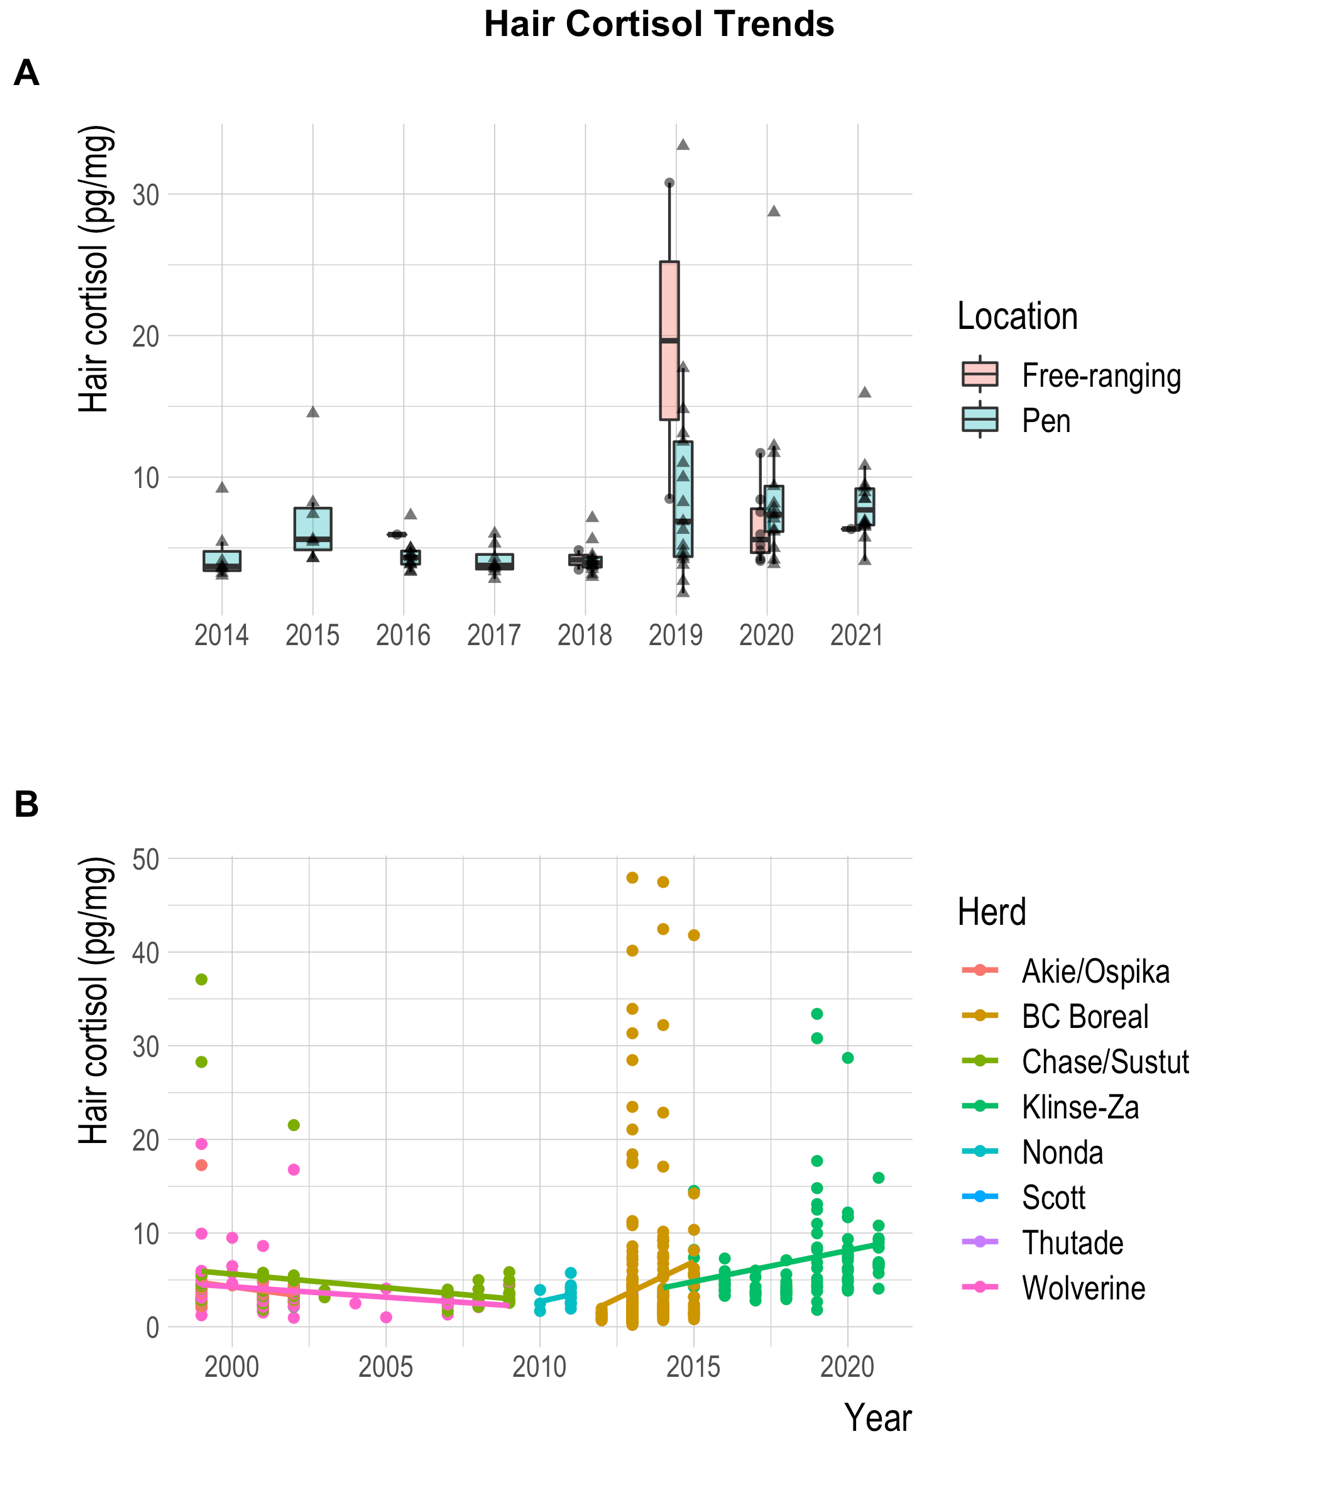 Hair Cortisol Trends
A
Hair cortisol (pg/mg)
30
20
10
2014 2015 2016 2017 2018 2019 2020 2021
Location
Free-ranging
Pen
B
Hair cortisol (pg/mg)
50
40
30
20
10
0
2000 2005 2010 2015 2020
Year
Herd
Akie/Ospika
BC Boreal
Chase/Sustut
Klinse-Za
Nonda
Scott
Thutade
Wolverine